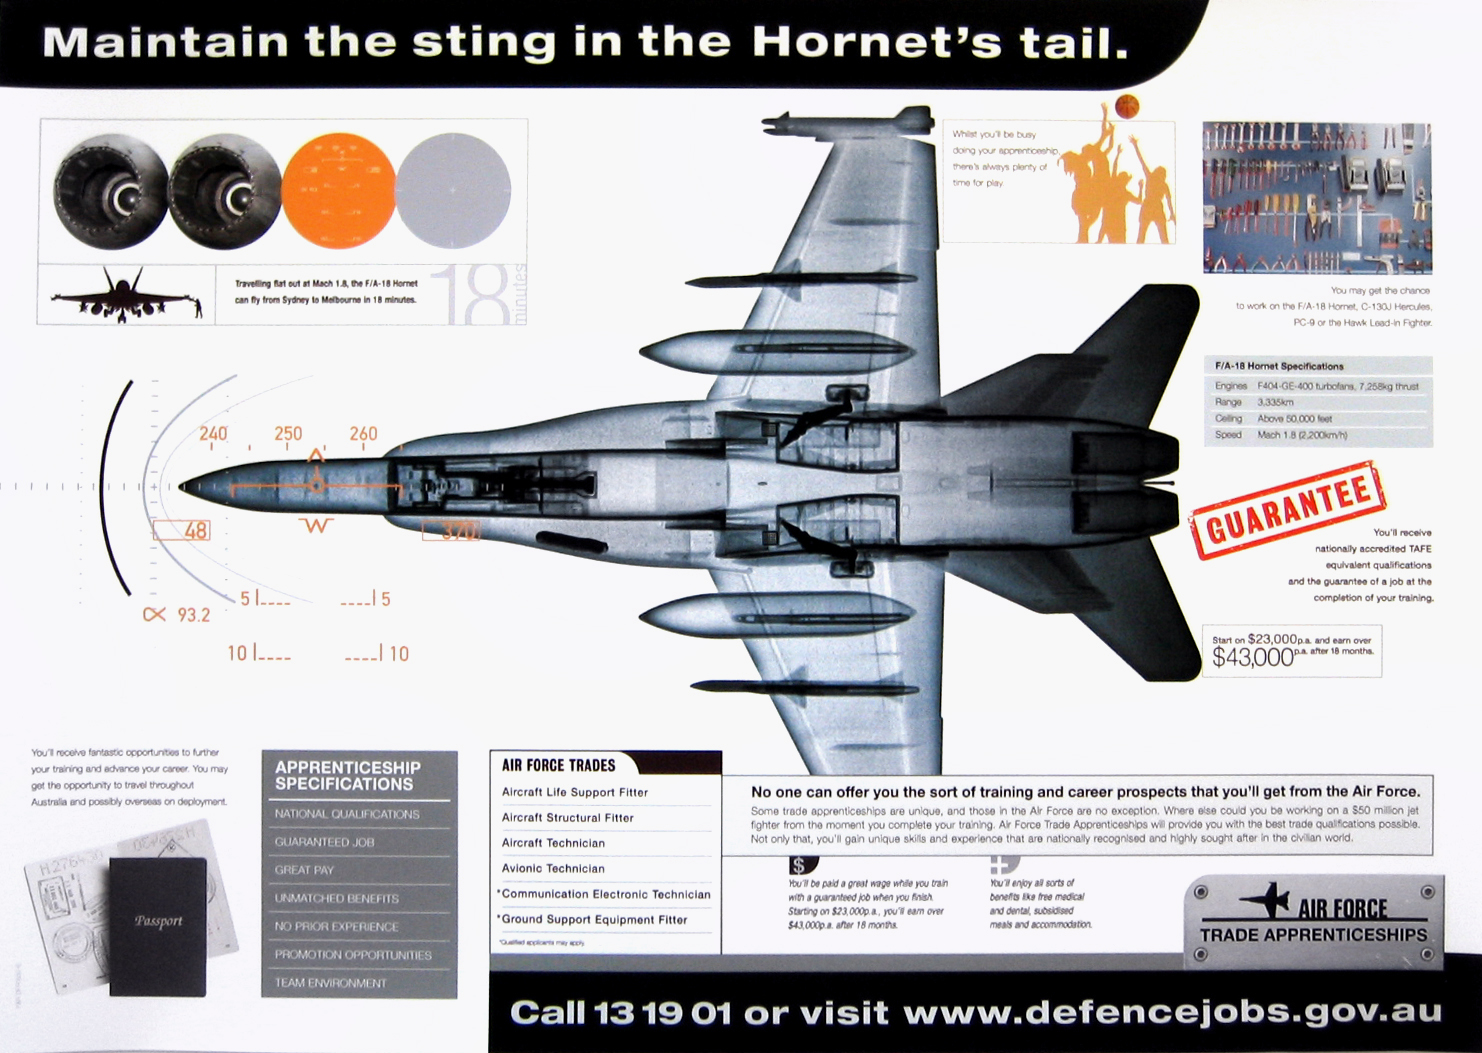 Maintain the sting in the Hornet's tail.
Travelling flat out at Mach 1.8, the F/A-18 Hornet
can fly from Sydney to Melbourne in 18 minutes.
18
minutes
Whilst you'll be busy
doing your apprenticeship,
there's always plenty of
time for play.
You may get the chance
to work on the F/A-18 Hornet, C-130J Hercules,
PC-9 or the Hawk Lead-in Fighter.
F/A-18 Hornet Specifications
Engines F404-GE-400 turbofans, 7,258kg thrust
Range 3,335km
Ceiling Above 50,000 feet
Speed Mach 1.8 (2,200km/h)
240 250 260
W
48
370
5 5
α 93.2
10 10
GUARANTEE
You'll receive
nationally accredited TAFE
equivalent qualifications
and the guarantee of a job at the
completion of your training.
Start on $23,000p.a. and earn over
$43,000p.a. after 18 months.
You'll receive fantastic opportunities to further
your training and advance your career. You may
get the opportunity to travel throughout
Australia and possibly overseas on deployment.
Passport
APPRENTICESHIP
SPECIFICATIONS
NATIONAL QUALIFICATIONS
GUARANTEED JOB
GREAT PAY
UNMATCHED BENEFITS
NO PRIOR EXPERIENCE
PROMOTION OPPORTUNITIES
TEAM ENVIRONMENT
AIR FORCE TRADES
Aircraft Life Support Fitter
Aircraft Structural Fitter
Aircraft Technician
Avionic Technician
*Communication Electronic Technician
*Ground Support Equipment Fitter
*Qualified applicants may apply.
No one can offer you the sort of training and career prospects that you'll get from the Air Force.
Some trade apprenticeships are unique, and those in the Air Force are no exception. Where else could you be working on a $50 million jet
fighter from the moment you complete your training. Air Force Trade Apprenticeships will provide you with the best trade qualifications possible.
Not only that, you'll gain unique skills and experience that are nationally recognised and highly sought after in the civilian world.
$
You'll be paid a great wage while you train
with a guaranteed job when you finish.
Starting on $23,000p.a., you'll earn over
$43,000p.a. after 18 months.
+
You'll enjoy all sorts of
benefits like free medical
and dental, subsidised
meals and accommodation.
AIR FORCE
TRADE APPRENTICESHIPS
Call 13 19 01 or visit www.defencejobs.gov.au